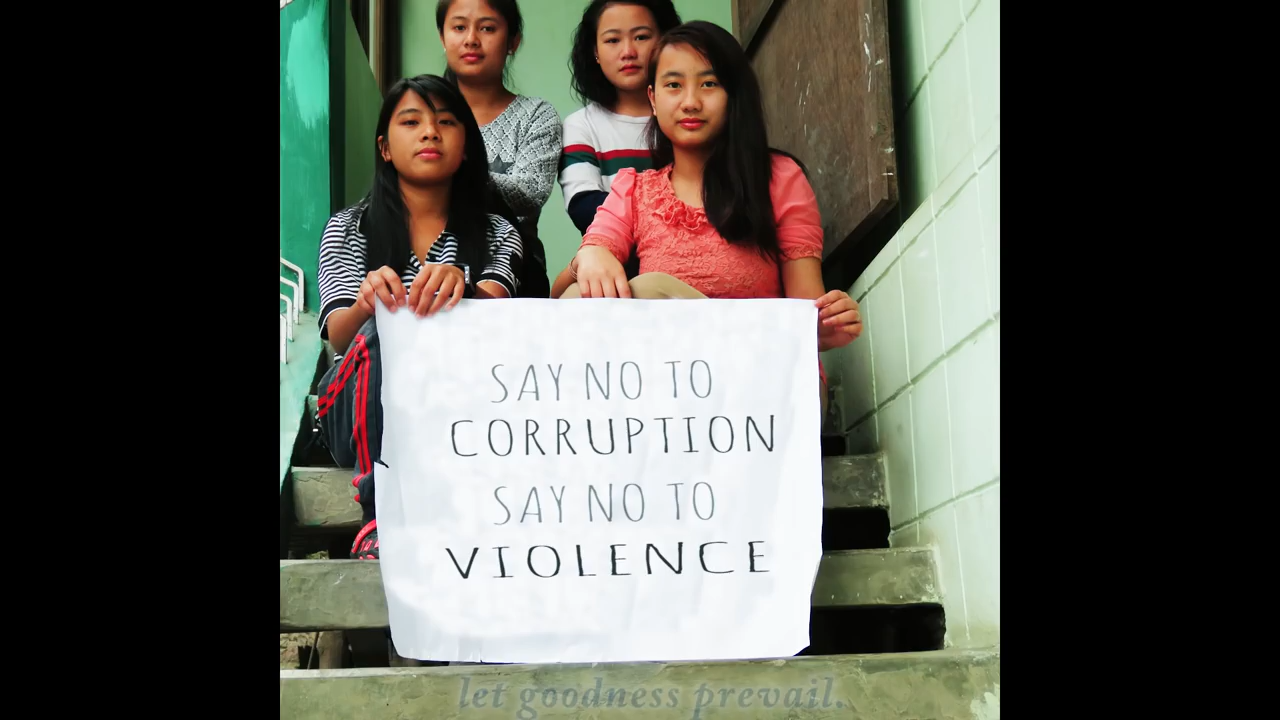 SAY NO TO
CORRUPTION
SAY NO TO
VIOLENCE
let goodness prevail.